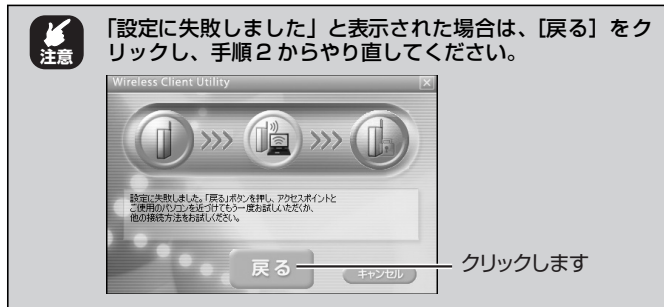 注意
「設定に失敗しました」と表示された場合は、[戻る]をク
リックし、手順2からやり直してください。
Wireless Client Utility
設定に失敗しました。「戻る」ボタンを押し、アクセスポイントと
ご使用のパソコンを近づけてもう一度お試しいただくか、
他の接続方法をお試しください。
戻る
キャンセル
クリックします